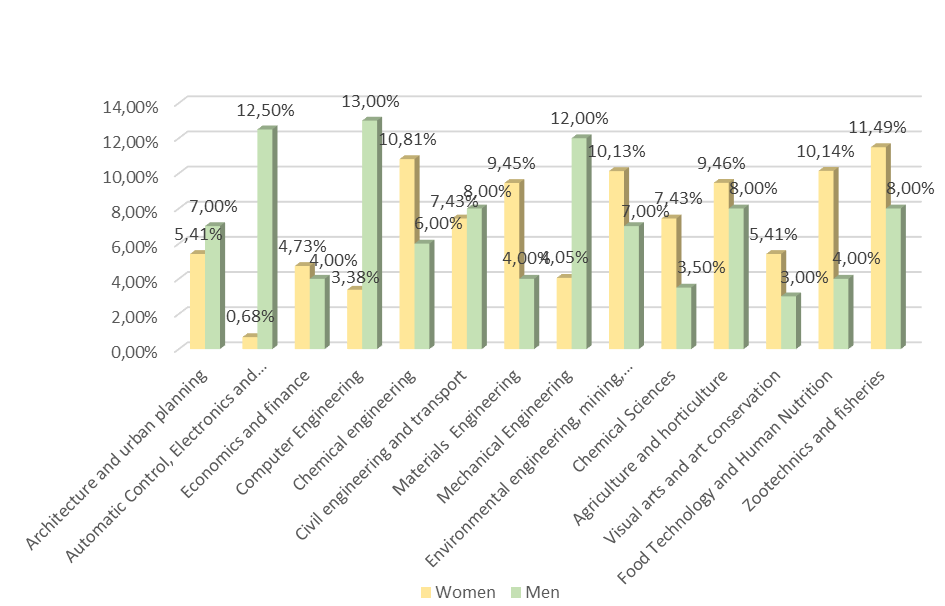 14,00%
12,00%
10,00%
8,00%
6,00%
4,00%
2,00%
0,00%
5,41%
7,00%
0,68%
12,50%
4,73%
4,00%
3,38%
13,00%
10,81%
6,00%
7,43%
8,00%
9,45%
4,00%
4,05%
12,00%
10,13%
7,00%
7,43%
3,50%
9,46%
8,00%
5,41%
3,00%
10,14%
4,00%
11,49%
8,00%
Architecture and urban planning
Automatic Control, Electronics and...
Economics and finance
Computer Engineering
Chemical engineering
Civil engineering and transport
Materials Engineering
Mechanical Engineering
Environmental engineering, mining,...
Chemical Sciences
Agriculture and horticulture
Visual arts and art conservation
Food Technology and Human Nutrition
Zootechnics and fisheries
Women Men